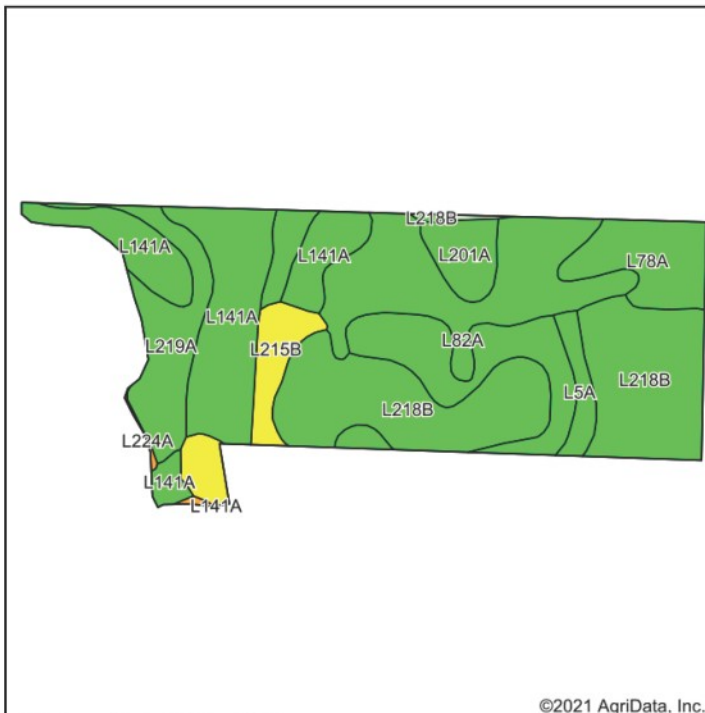 L218B
L141A
L141A
L201A
L78A
L141A
L219A
L215B
L82A
L218B
L5A
L218B
L224A
L141A
L141A
©2021 AgriData, Inc.